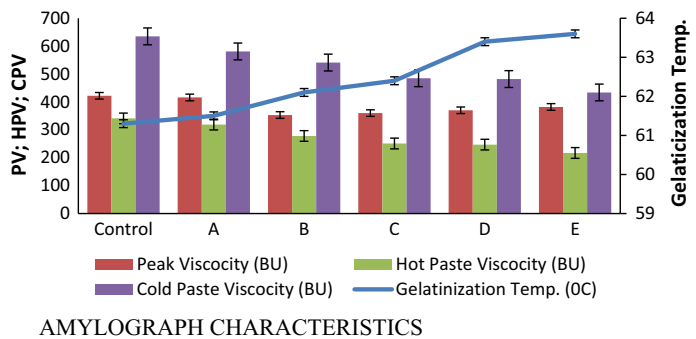 PV; HPV; CPV
700
600
500
400
300
200
100
0
64
63
62
61
60
59
Gelaticization Temp.
Control A B C D E
Peak Viscocity (BU) Hot Paste Viscocity (BU)
Cold Paste Viscocity (BU) Gelatinization Temp. (0C)
AMYLOGRAPH CHARACTERISTICS